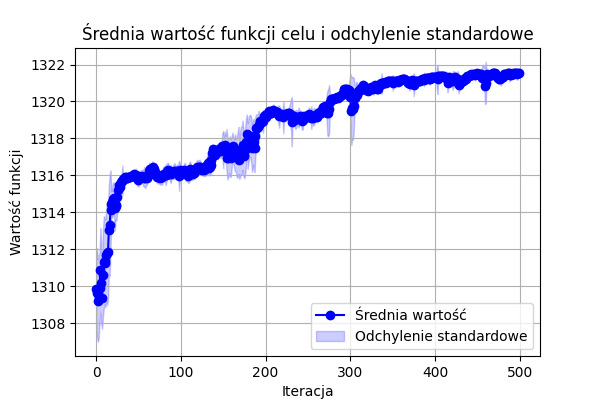 Średnia wartość funkcji celu i odchylenie standardowe
Wartość funkcji
1322
1320
1318
1316
1314
1312
1310
1308
0 100 200 300 400 500
Iteracja
Średnia wartość
Odchylenie standardowe